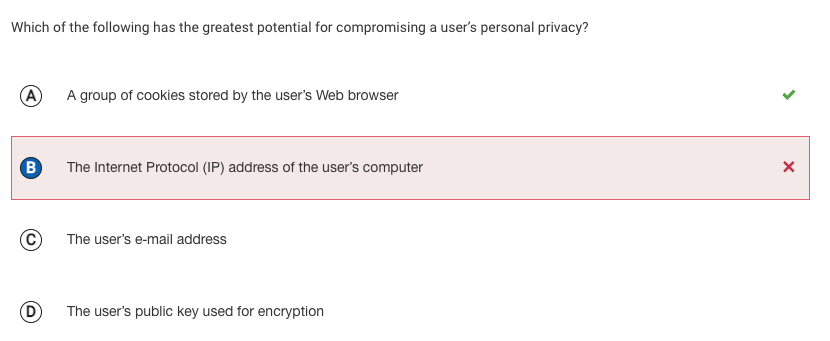 Which of the following has the greatest potential for compromising a user's personal privacy?
A A group of cookies stored by the user's Web browser
B The Internet Protocol (IP) address of the user's computer
C The user's e-mail address
D The user's public key used for encryption